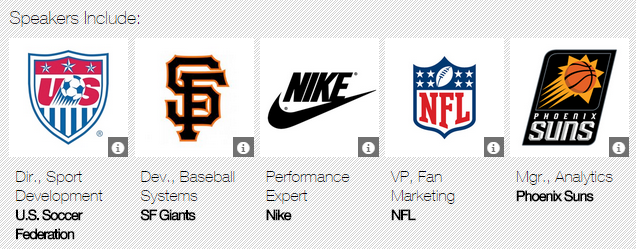 Speakers Include:
US
®
SF
NIKE®
NFL
PHOENIX
SUNS
Dir., Sport
Development
U.S. Soccer
Federation
Dev., Baseball
Systems
SF Giants
Performance
Expert
Nike
VP, Fan
Marketing
NFL
Mgr., Analytics
Phoenix Suns